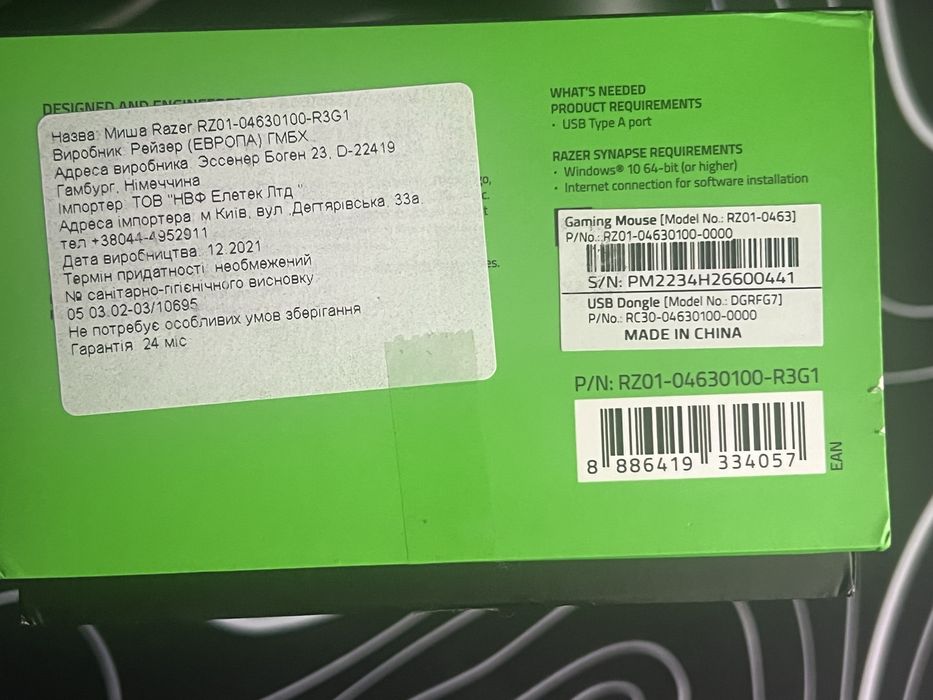 DESIGNED AND ENGINEERED
Назва: Миша Razer RZ01-04630100-R3G1
Виробник: Рейзер (ЕВРОПА) ГМБХ
Адреса виробника: Эссенер Боген 23, D-22419
Гамбург, Німеччина
Імпортер: ТОВ "НВФ Елетек Лтд."
Адреса імпортера: м.Київ, вул. Дегтярівська, 33а.
тел +38044-4952911
Дата виробництва: 12.2021
Термін придатності: необмежений
№ санітарно-гігієнічного висновку:
05.03.02-03/10695
Не потребує особливих умов зберігання
Гарантія: 24 міс
WHAT'S NEEDED
PRODUCT REQUIREMENTS
• USB Type A port
RAZER SYNAPSE REQUIREMENTS
• Windows® 10 64-bit (or higher)
• Internet connection for software installation
Gaming Mouse [Model No.: RZ01-0463]
P/No.: RZ01-04630100-0000
S/N: PM2234H26600441
USB Dongle [Model No.: DGRFG7]
P/No.: RC30-04630100-0000
MADE IN CHINA
P/N: RZ01-04630100-R3G1
8 886419 334057
EAN